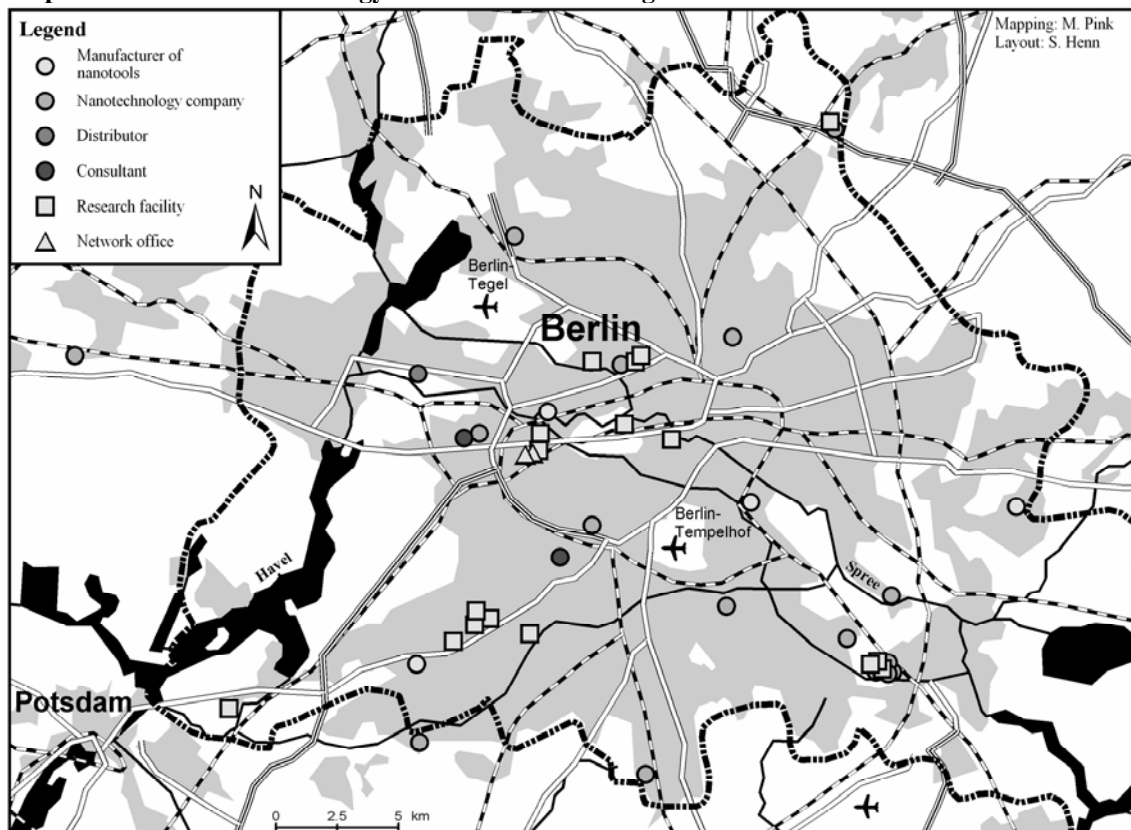 Legend
Manufacturer of
nanotools
Nanotechnology company
Distributor
Consultant
Research facility
Network office
N
Mapping: M. Pink
Layout: S. Henn
Berlin-
Tegel
Berlin
Berlin-
Tempelhof
Havel
Spree
Potsdam
0 2.5 5 km